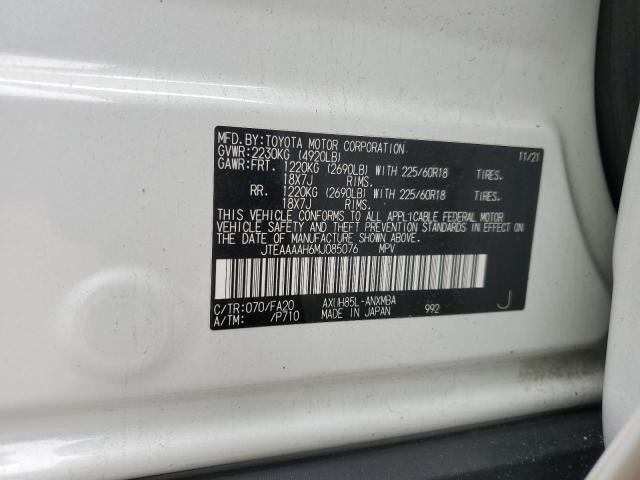 MFD. BY: TOYOTA MOTOR CORPORATION 11/21
GVWR: 2230KG (4920LB)
GAWR: FRT. 1220KG (2690LB) WITH 225/60R18 TIRES.
18X7J RIMS.
RR. 1220KG (2690LB) WITH 225/60R18 TIRES.
18X7J RIMS.
THIS VEHICLE CONFORMS TO ALL APPLICABLE FEDERAL MOTOR
VEHICLE SAFETY AND THEFT PREVENTION STANDARDS IN EFFECT
ON THE DATE OF MANUFACTURE SHOWN ABOVE.
JTEAAAAH6MJ085076 MPV
C/TR: 070/FA20 AXUH85L-ANXMBA J
A/TM: /P710 MADE IN JAPAN 992